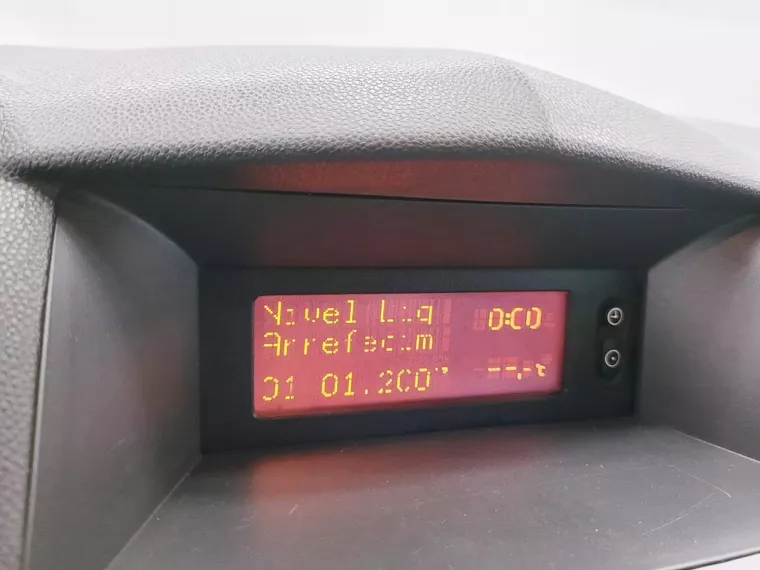 Nivel Liq 0:00
Arrefecim
01 01.2007 --,-°C